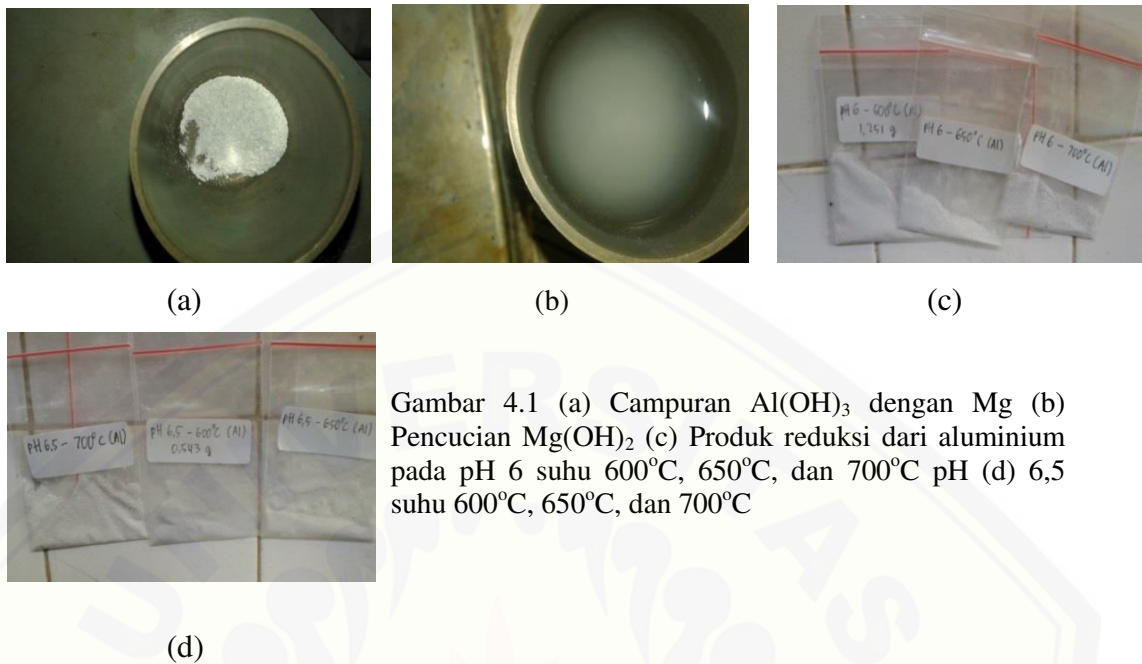 pH 6 - 600°C (Al)
1,251 g
pH 6 - 650°C (Al)
pH 6 - 700°C (Al)
(a)
(b)
(c)
pH 6,5 - 700°C (Al)
pH 6,5 - 600°C (Al)
0,543 g
pH 6,5 - 650°C (Al)
Gambar 4.1 (a) Campuran Al(OH)₃ dengan Mg (b)
Pencucian Mg(OH)₂ (c) Produk reduksi dari aluminium
pada pH 6 suhu 600°C, 650°C, dan 700°C pH (d) 6,5
suhu 600°C, 650°C, dan 700°C
(d)
UNIVERSITAS